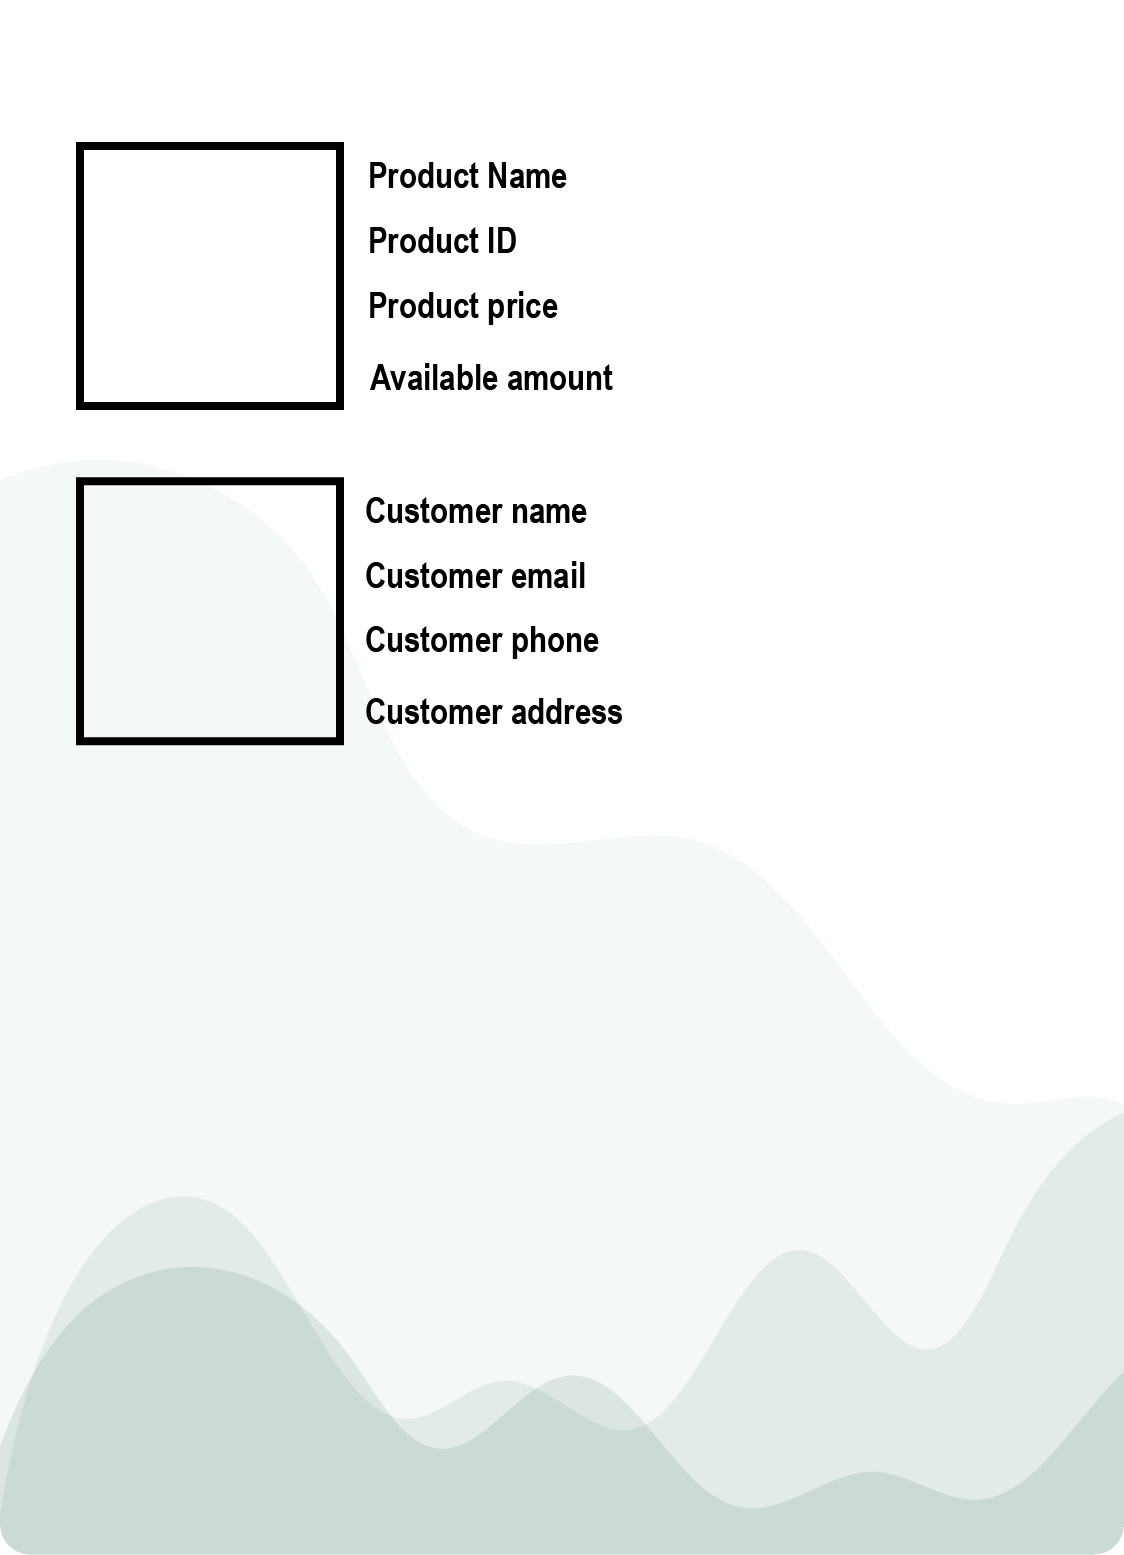 Product Name
Product ID
Product price
Available amount
Customer name
Customer email
Customer phone
Customer address